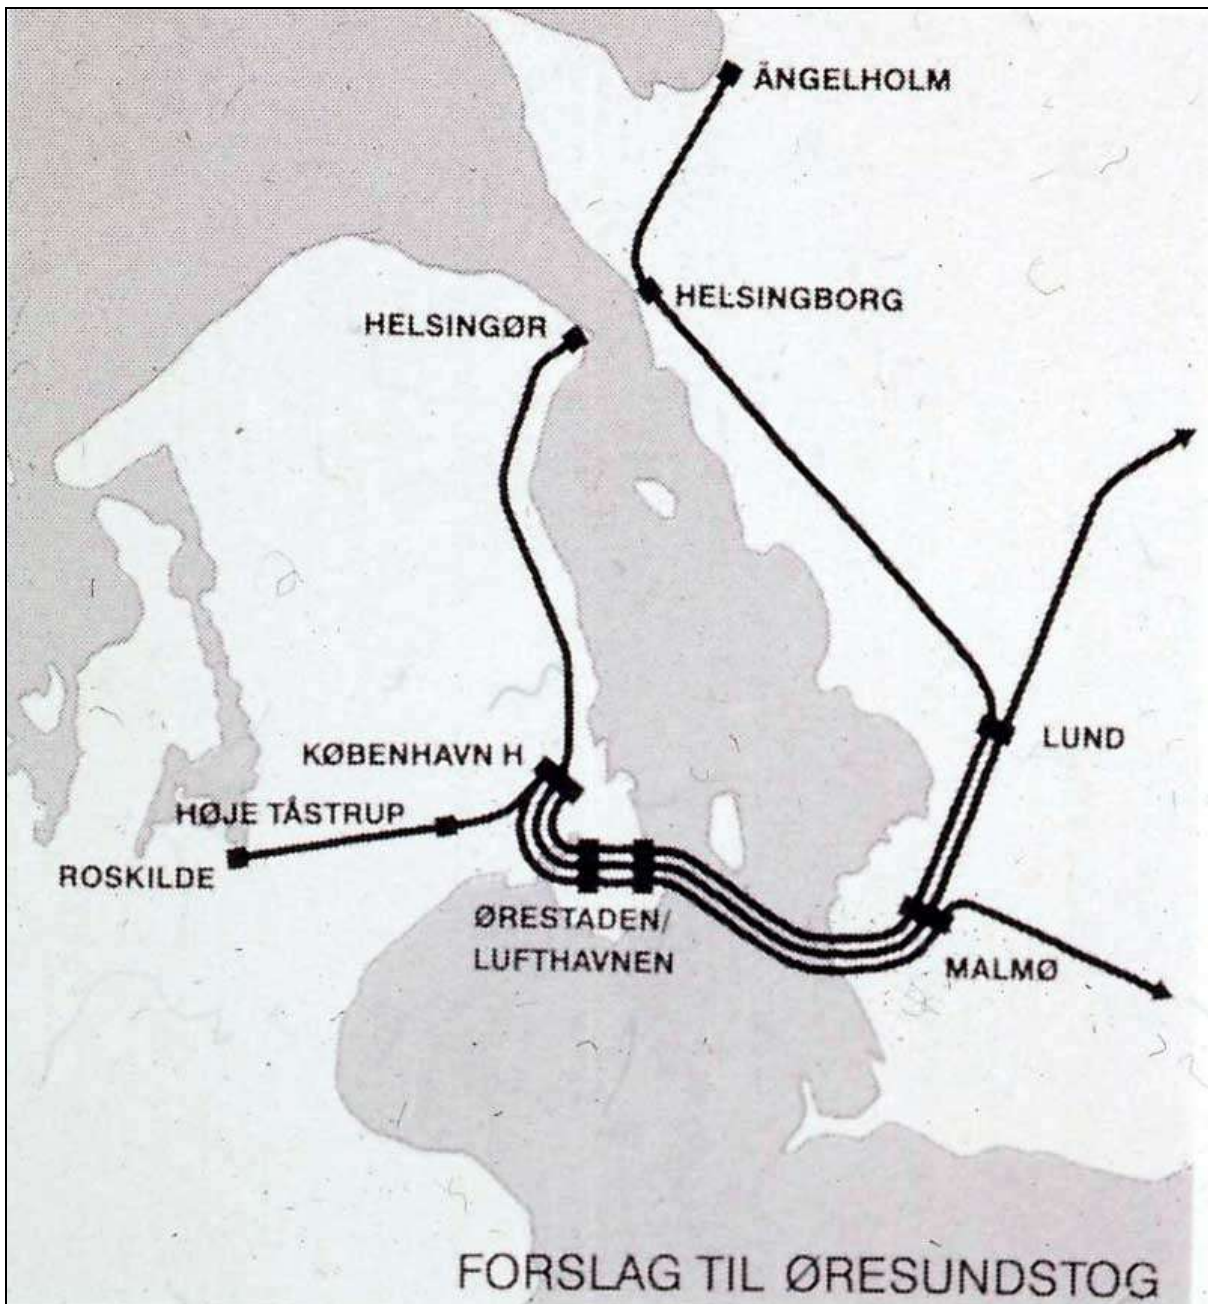 ÄNGELHOLM
HELSINGBORG
HELSINGØR
LUND
KØBENHAVN H
HØJE TÅSTRUP
ROSKILDE
ØRESTADEN/
LUFTHAVNEN
MALMØ
FORSLAG TIL ØRESUNDSTOG